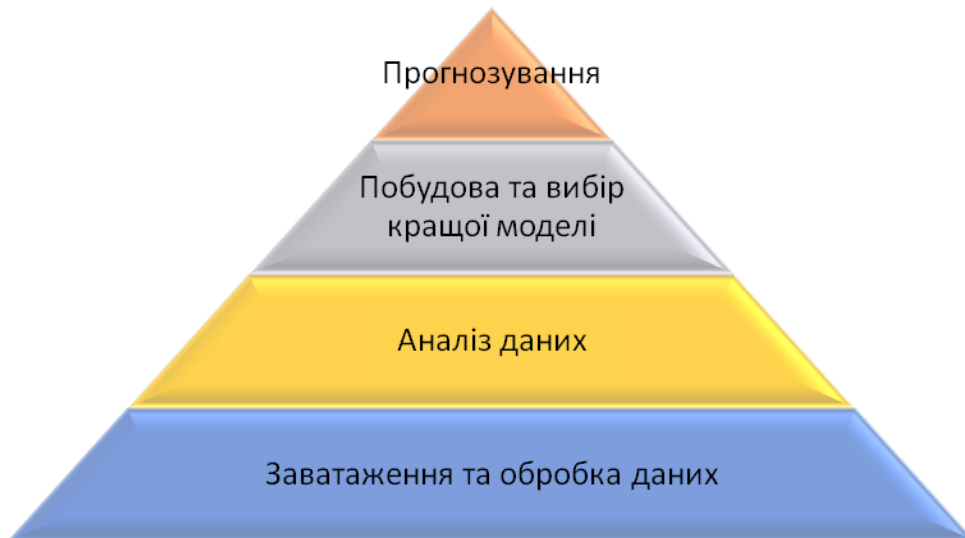 Прогнозування
Побудова та вибір
кращої моделі
Аналіз даних
Заватаження та обробка даних